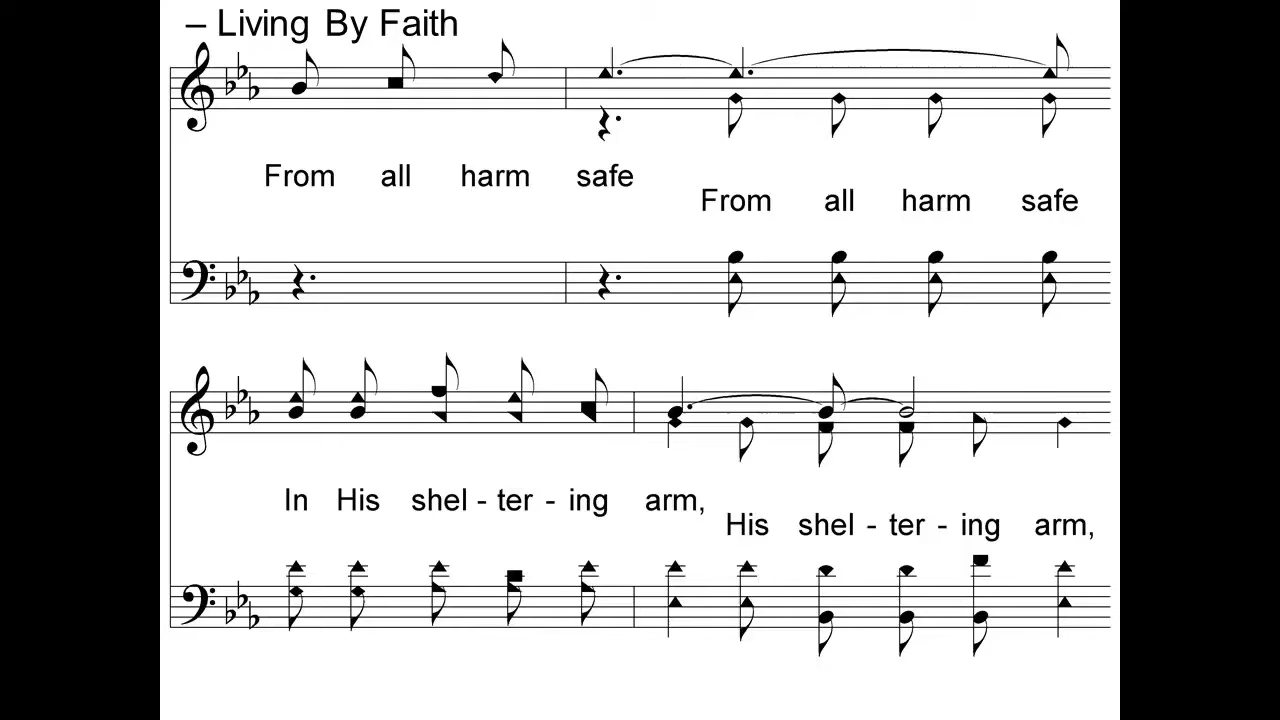 – Living By Faith
From all harm safe
From all harm safe
In His shel - ter - ing arm,
His shel - ter - ing arm,